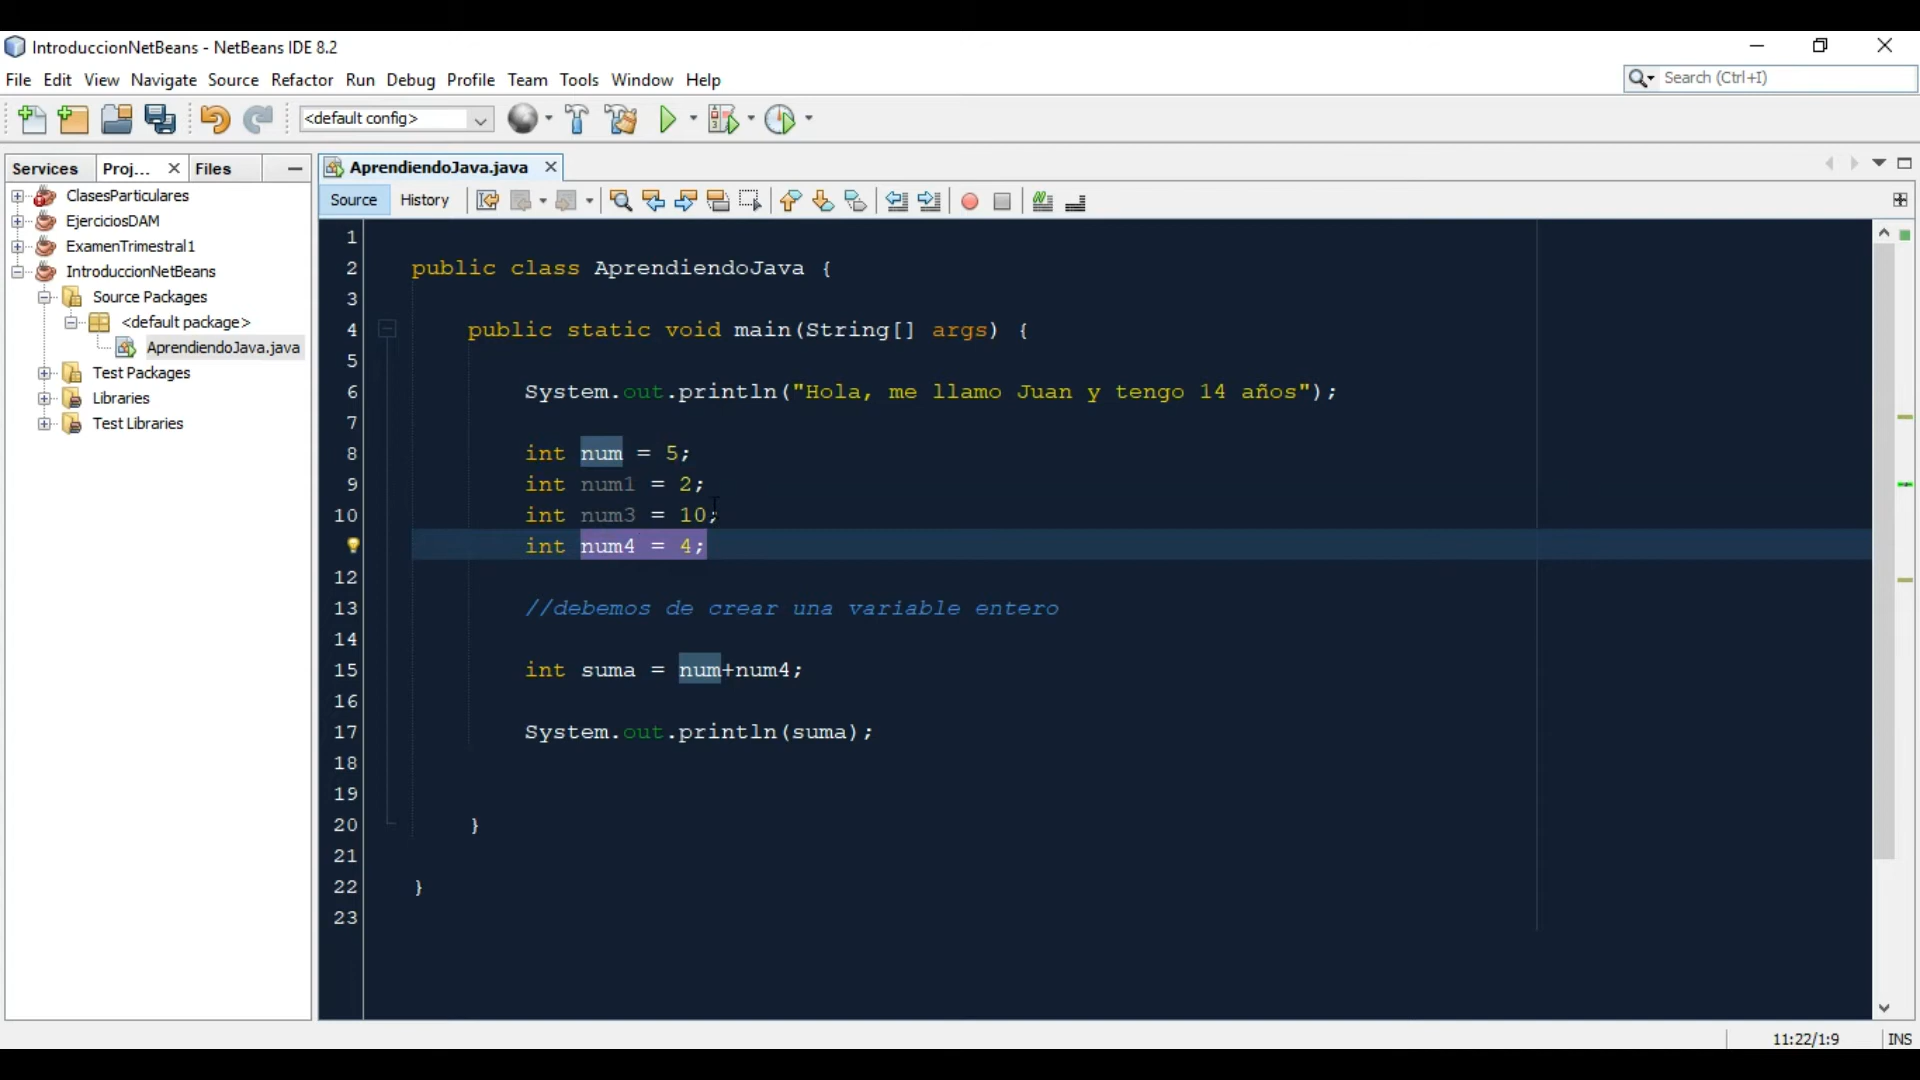 IntroduccionNetBeans - NetBeans IDE 8.2
File Edit View Navigate Source Refactor Run Debug Profile Team Tools Window Help
Search (Ctrl+I)
<default config>
Services Proj... Files
AprendiendoJava.java
Source History
ClasesParticulares
EjerciciosDAM
ExamenTrimestral1
IntroduccionNetBeans
Source Packages
<default package>
AprendiendoJava.java
Test Packages
Libraries
Test Libraries
1
2 public class AprendiendoJava {
3
4 public static void main(String[] args) {
5
6 System.out.println("Hola, me llamo Juan y tengo 14 años");
7
8 int num = 5;
9 int num1 = 2;
10 int num3 = 10;
int num4 = 4;
12
13 //debemos de crear una variable entero
14
15 int suma = num+num4;
16
17 System.out.println(suma);
18
19
20 }
21
22 }
23
11:22/1:9 INS